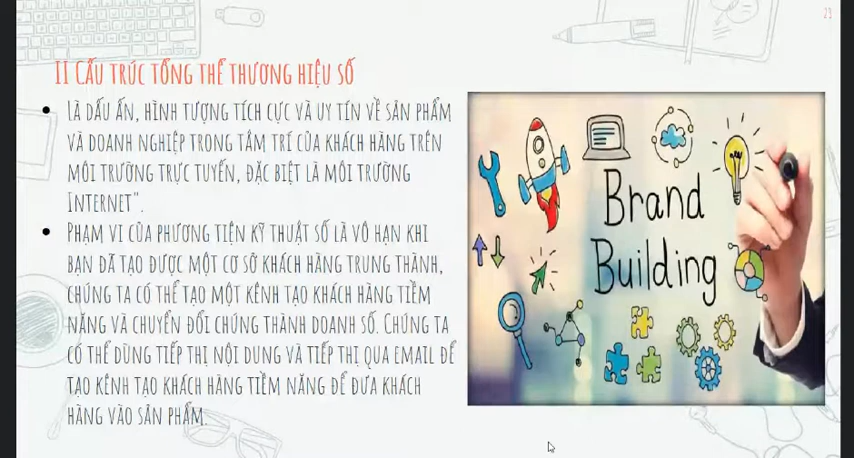 23
II Cấu trúc tổng thể thương hiệu số
• Là dấu ấn, hình tượng tích cực và uy tín về sản phẩm
và doanh nghiệp trong tâm trí của khách hàng trên
môi trường trực tuyến, đặc biệt là môi trường
Internet".
• Phạm vi của phương tiện kỹ thuật số là vô hạn khi
bạn đã tạo được một cơ sở khách hàng trung thành,
chúng ta có thể tạo một kênh tạo khách hàng tiềm
năng và chuyển đổi chúng thành doanh số. Chúng ta
có thể dùng tiếp thị nội dung và tiếp thị qua email để
tạo kênh tạo khách hàng tiềm năng để đưa khách
hàng vào sản phẩm.
Brand
Building